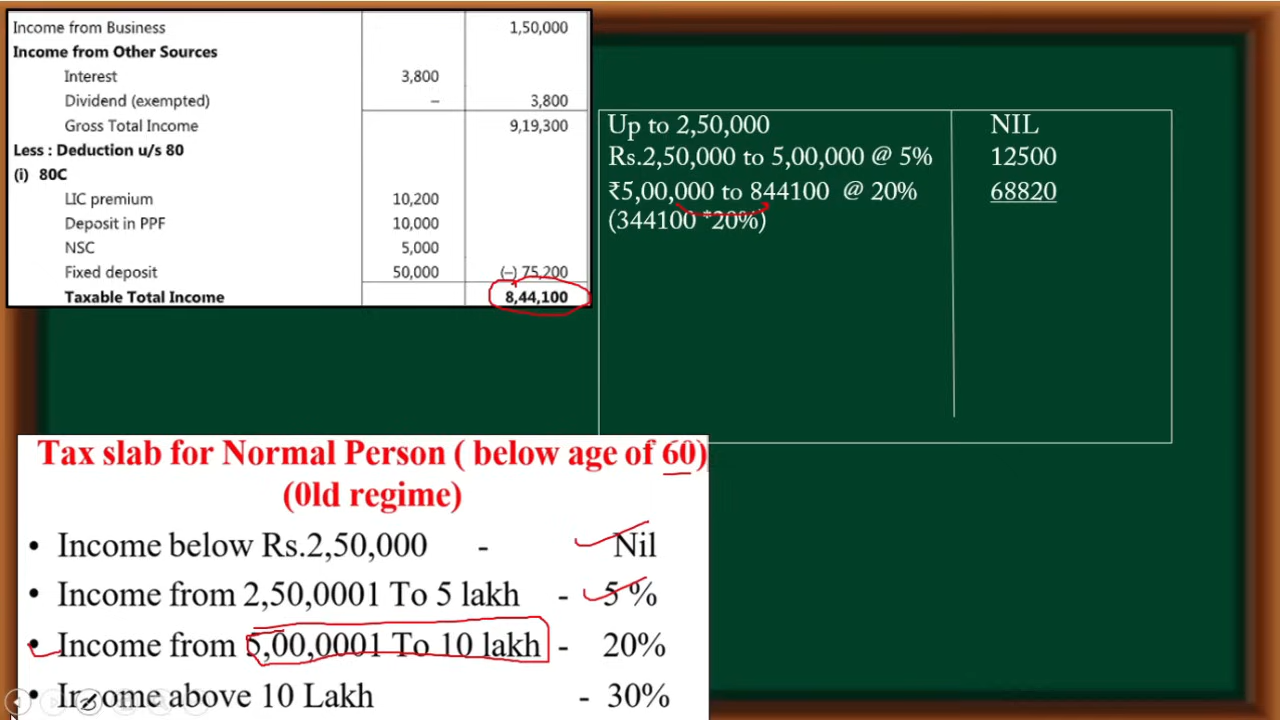 Income from Business 1,50,000
Income from Other Sources
Interest 3,800
Dividend (exempted) – 3,800
Gross Total Income 9,19,300
Less : Deduction u/s 80
(i) 80C
LIC premium 10,200
Deposit in PPF 10,000
NSC 5,000
Fixed deposit 50,000 (–) 75,200
Taxable Total Income 8,44,100
Up to 2,50,000 NIL
Rs.2,50,000 to 5,00,000 @ 5% 12500
₹5,00,000 to 844100 @ 20% 68820
(344100 *20%)
Tax slab for Normal Person ( below age of 60)
(0ld regime)
• Income below Rs.2,50,000 - Nil
• Income from 2,50,0001 To 5 lakh - 5 %
• Income from 5,00,0001 To 10 lakh - 20%
• Income above 10 Lakh - 30%